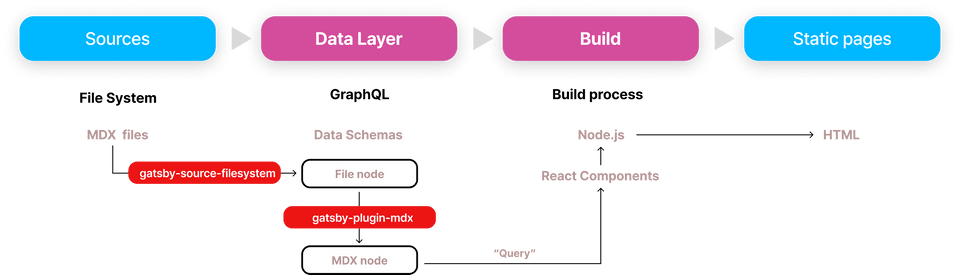 Sources
Data Layer
Build
Static pages
File System
GraphQL
Build process
MDX files
Data Schemas
Node.js
HTML
gatsby-source-filesystem
File node
React Components
gatsby-plugin-mdx
MDX node
“Query”